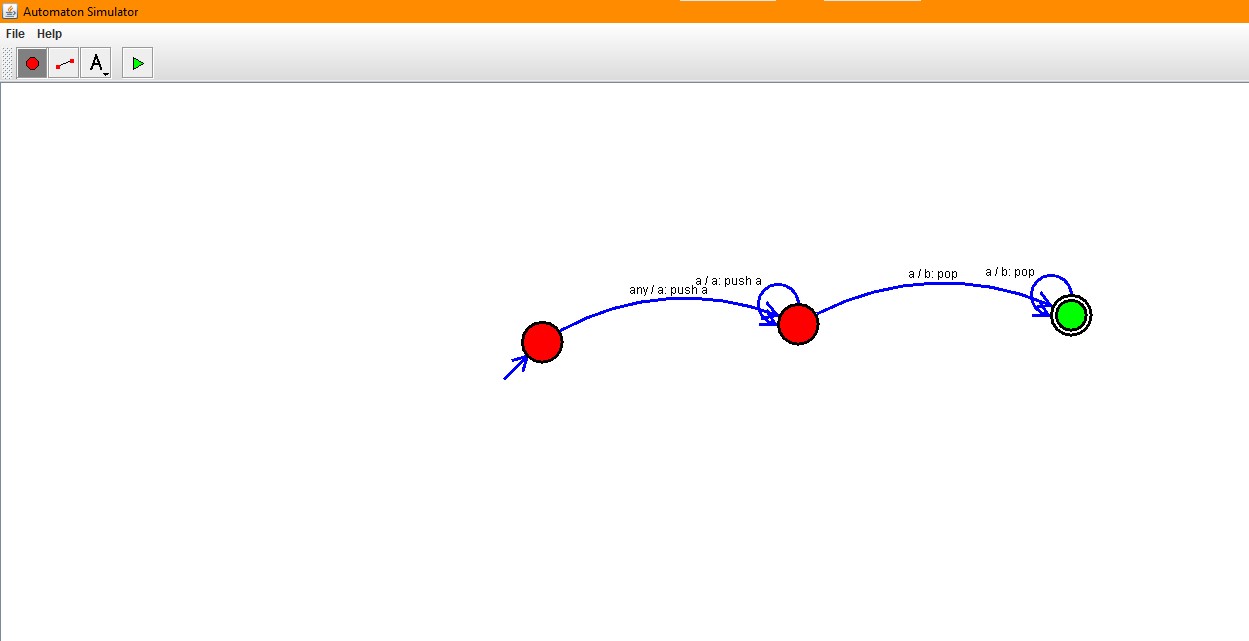 Automaton Simulator
File Help
A
a / b: pop
a / b: pop
a / a: push a
any / a: push a